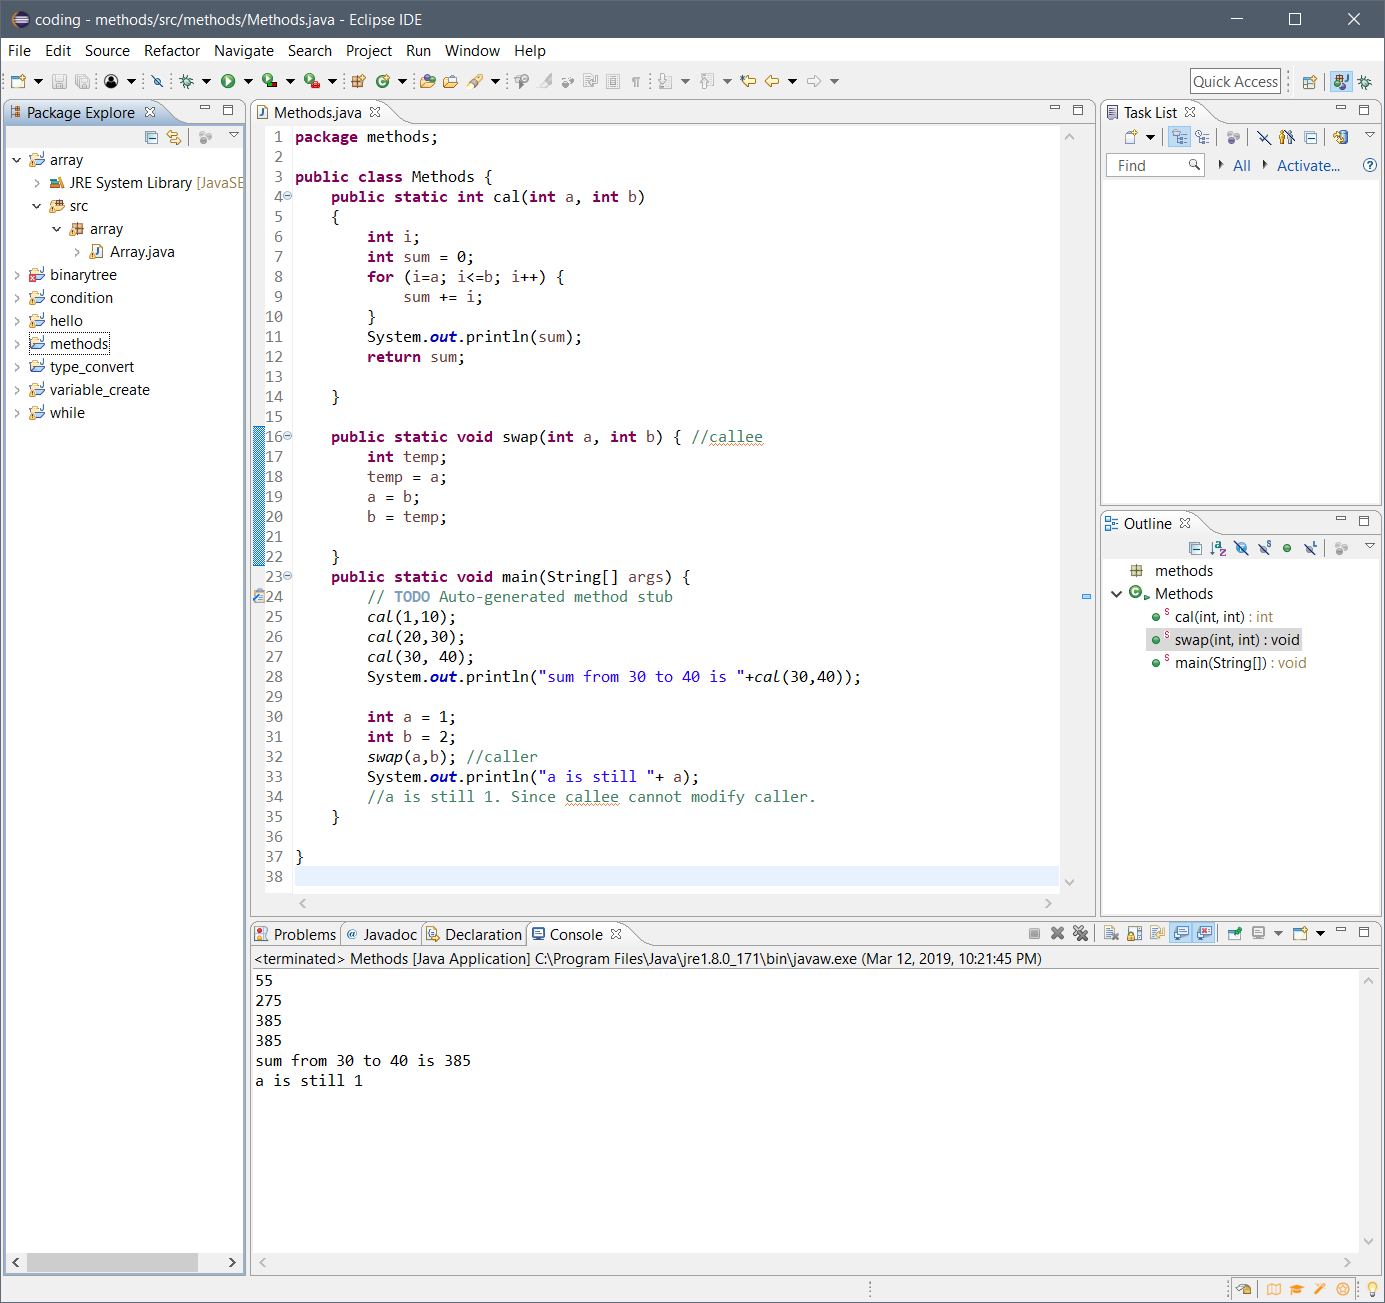 coding - methods/src/methods/Methods.java - Eclipse IDE
File Edit Source Refactor Navigate Search Project Run Window Help
Quick Access
Package Explore
array
JRE System Library [JavaSE
src
array
Array.java
binarytree
condition
hello
methods
type_convert
variable_create
while
Methods.java
1 package methods;
2
3 public class Methods {
4     public static int cal(int a, int b)
5     {
6         int i;
7         int sum = 0;
8         for (i=a; i<=b; i++) {
9             sum += i;
10         }
11         System.out.println(sum);
12         return sum;
13
14     }
15
16     public static void swap(int a, int b) { //callee
17         int temp;
18         temp = a;
19         a = b;
20         b = temp;
21
22     }
23     public static void main(String[] args) {
24         // TODO Auto-generated method stub
25         cal(1,10);
26         cal(20,30);
27         cal(30, 40);
28         System.out.println("sum from 30 to 40 is "+cal(30,40));
29
30         int a = 1;
31         int b = 2;
32         swap(a,b); //caller
33         System.out.println("a is still "+ a);
34         //a is still 1. Since callee cannot modify caller.
35     }
36
37 }
38
Task List
Find All Activate...
Outline
methods
Methods
cal(int, int) : int
swap(int, int) : void
main(String[]) : void
Problems Javadoc Declaration Console
<terminated> Methods [Java Application] C:\Program Files\Java\jre1.8.0_171\bin\javaw.exe (Mar 12, 2019, 10:21:45 PM)
55
275
385
385
sum from 30 to 40 is 385
a is still 1